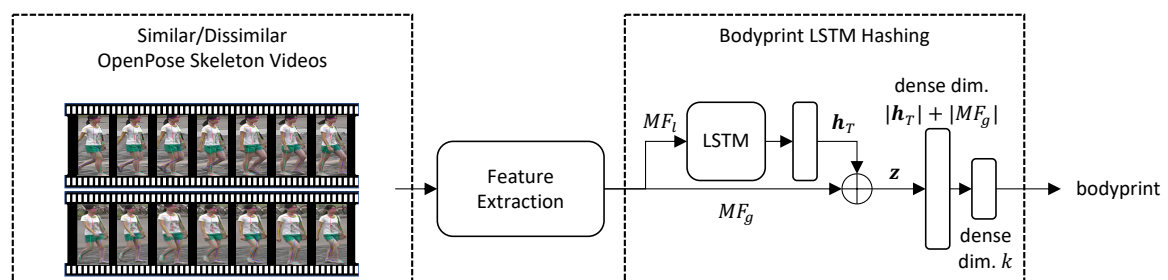 Similar/Dissimilar
OpenPose Skeleton Videos
Feature
Extraction
Bodyprint LSTM Hashing
MFₗ
LSTM
𝒉_T
MF_g
𝒛
dense dim.
|𝒉_T| + |MF_g|
dense
dim. k
bodyprint